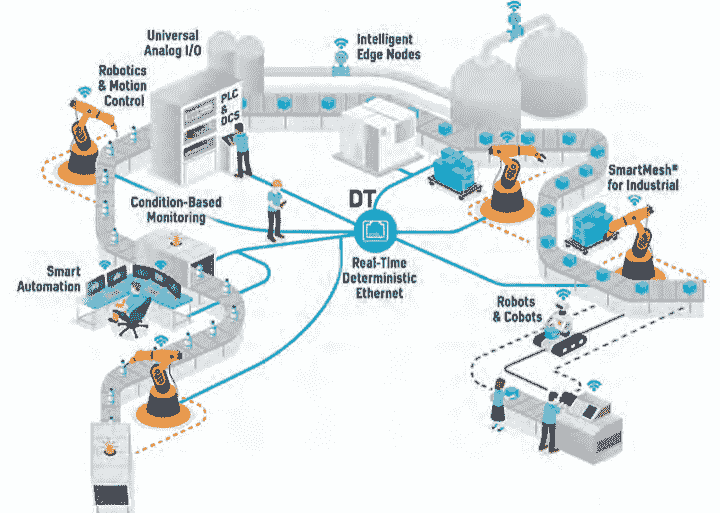 Universal
Analog I/O
Intelligent
Edge Nodes
Robotics
& Motion
Control
PLC
&
DCS
SmartMesh®
for Industrial
Condition-Based
Monitoring
DT
Smart
Automation
Real-Time
Deterministic
Ethernet
Robots
& Cobots